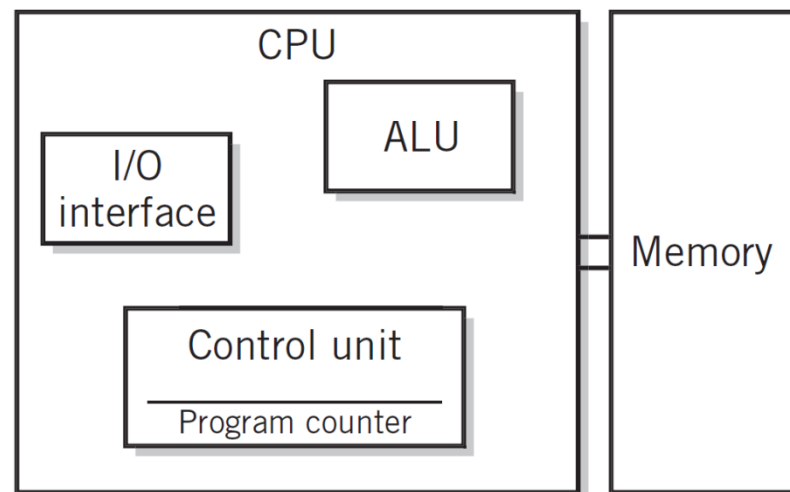 CPU
ALU
I/O
interface
Memory
Control unit
Program counter